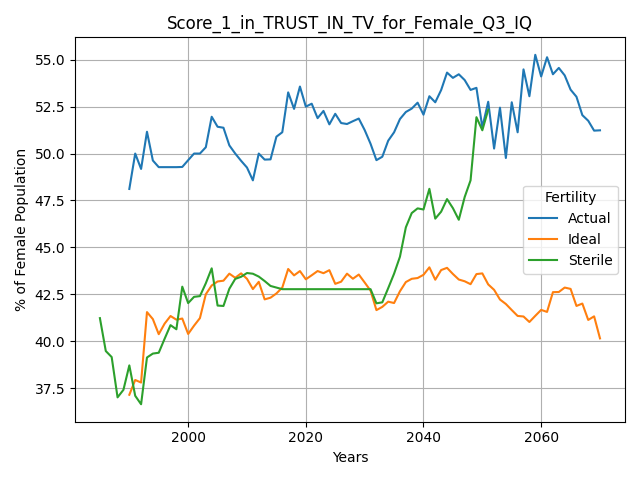 Score_1_in_TRUST_IN_TV_for_Female_Q3_IQ
% of Female Population
55.0
52.5
50.0
47.5
45.0
42.5
40.0
37.5
Fertility
Actual
Ideal
Sterile
2000
2020
2040
2060
Years